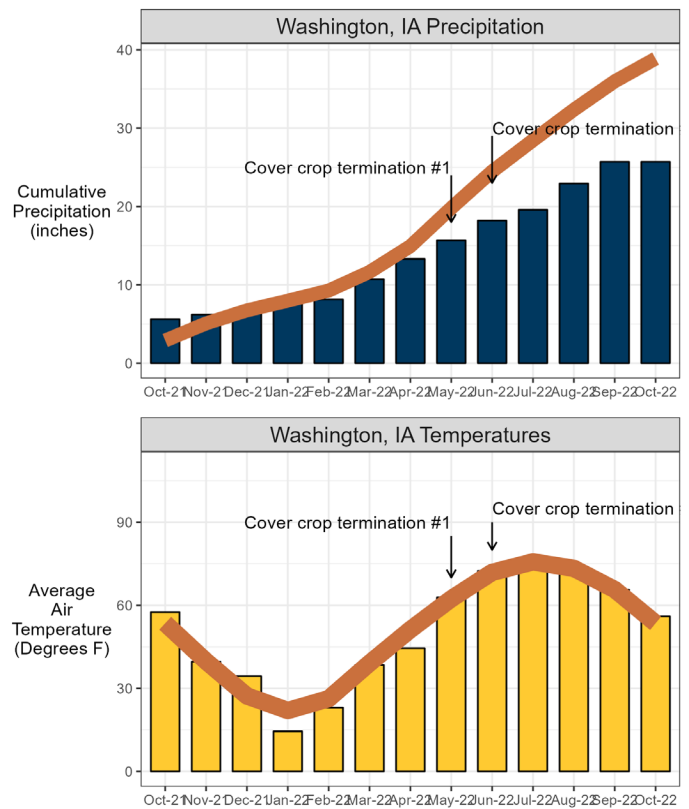 Washington, IA Precipitation
40
30
20
10
0
Cumulative
Precipitation
(inches)
Cover crop termination
Cover crop termination #1
Oct-21 Nov-21 Dec-21 Jan-22 Feb-22 Mar-22 Apr-22 May-22 Jun-22 Jul-22 Aug-22 Sep-22 Oct-22
Washington, IA Temperatures
90
60
30
0
Average
Air
Temperature
(Degrees F)
Cover crop termination
Cover crop termination #1
Oct-21 Nov-21 Dec-21 Jan-22 Feb-22 Mar-22 Apr-22 May-22 Jun-22 Jul-22 Aug-22 Sep-22 Oct-22